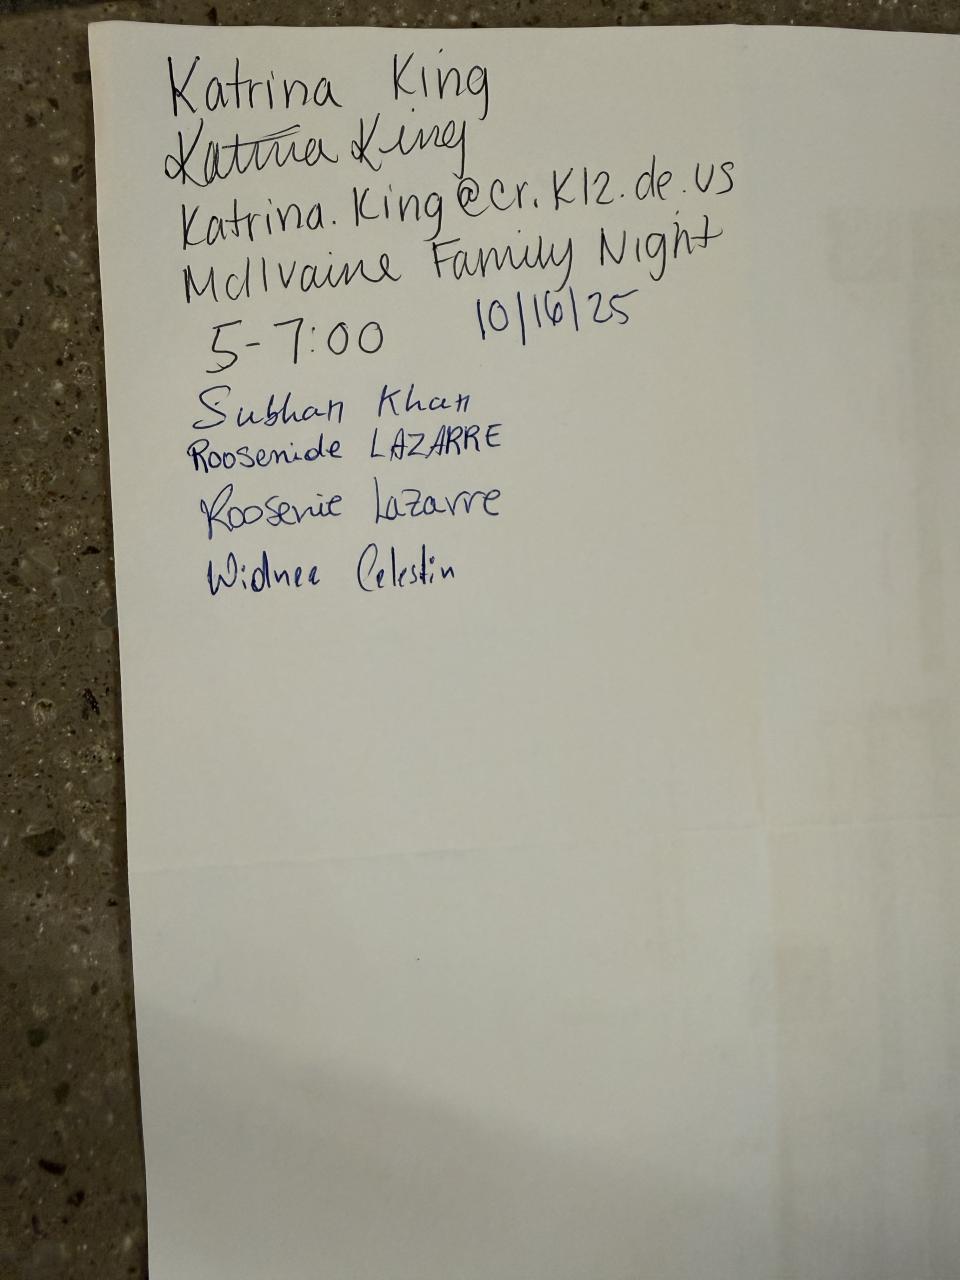 Katrina King
Katrina King
Katrina.King@cr.K12.de.us
McIlvaine Family Night
5-7:00 10/16/25
Subhan Khan
Roosenide LAZARRE
Roosenie Lazarre
Widnee Celestin